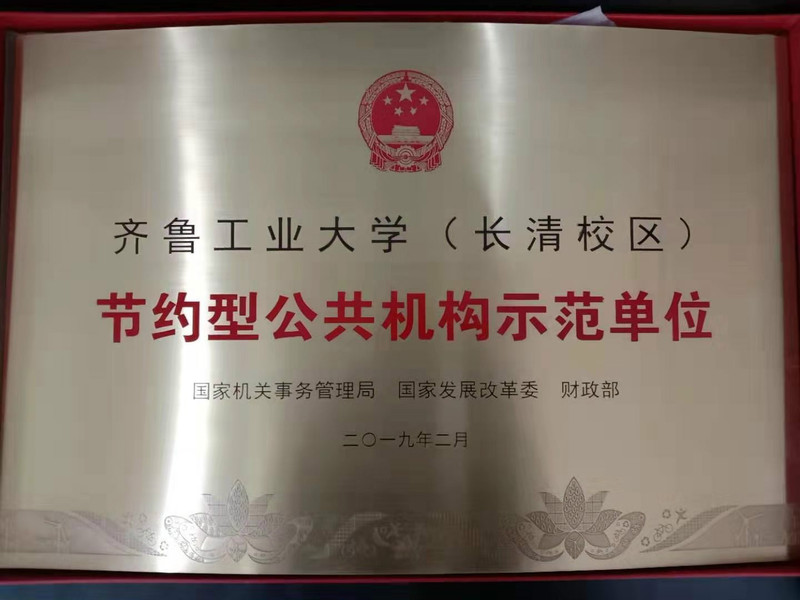 齐鲁工业大学（长清校区）
节约型公共机构示范单位
国家机关事务管理局 国家发展改革委 财政部
二〇一九年二月